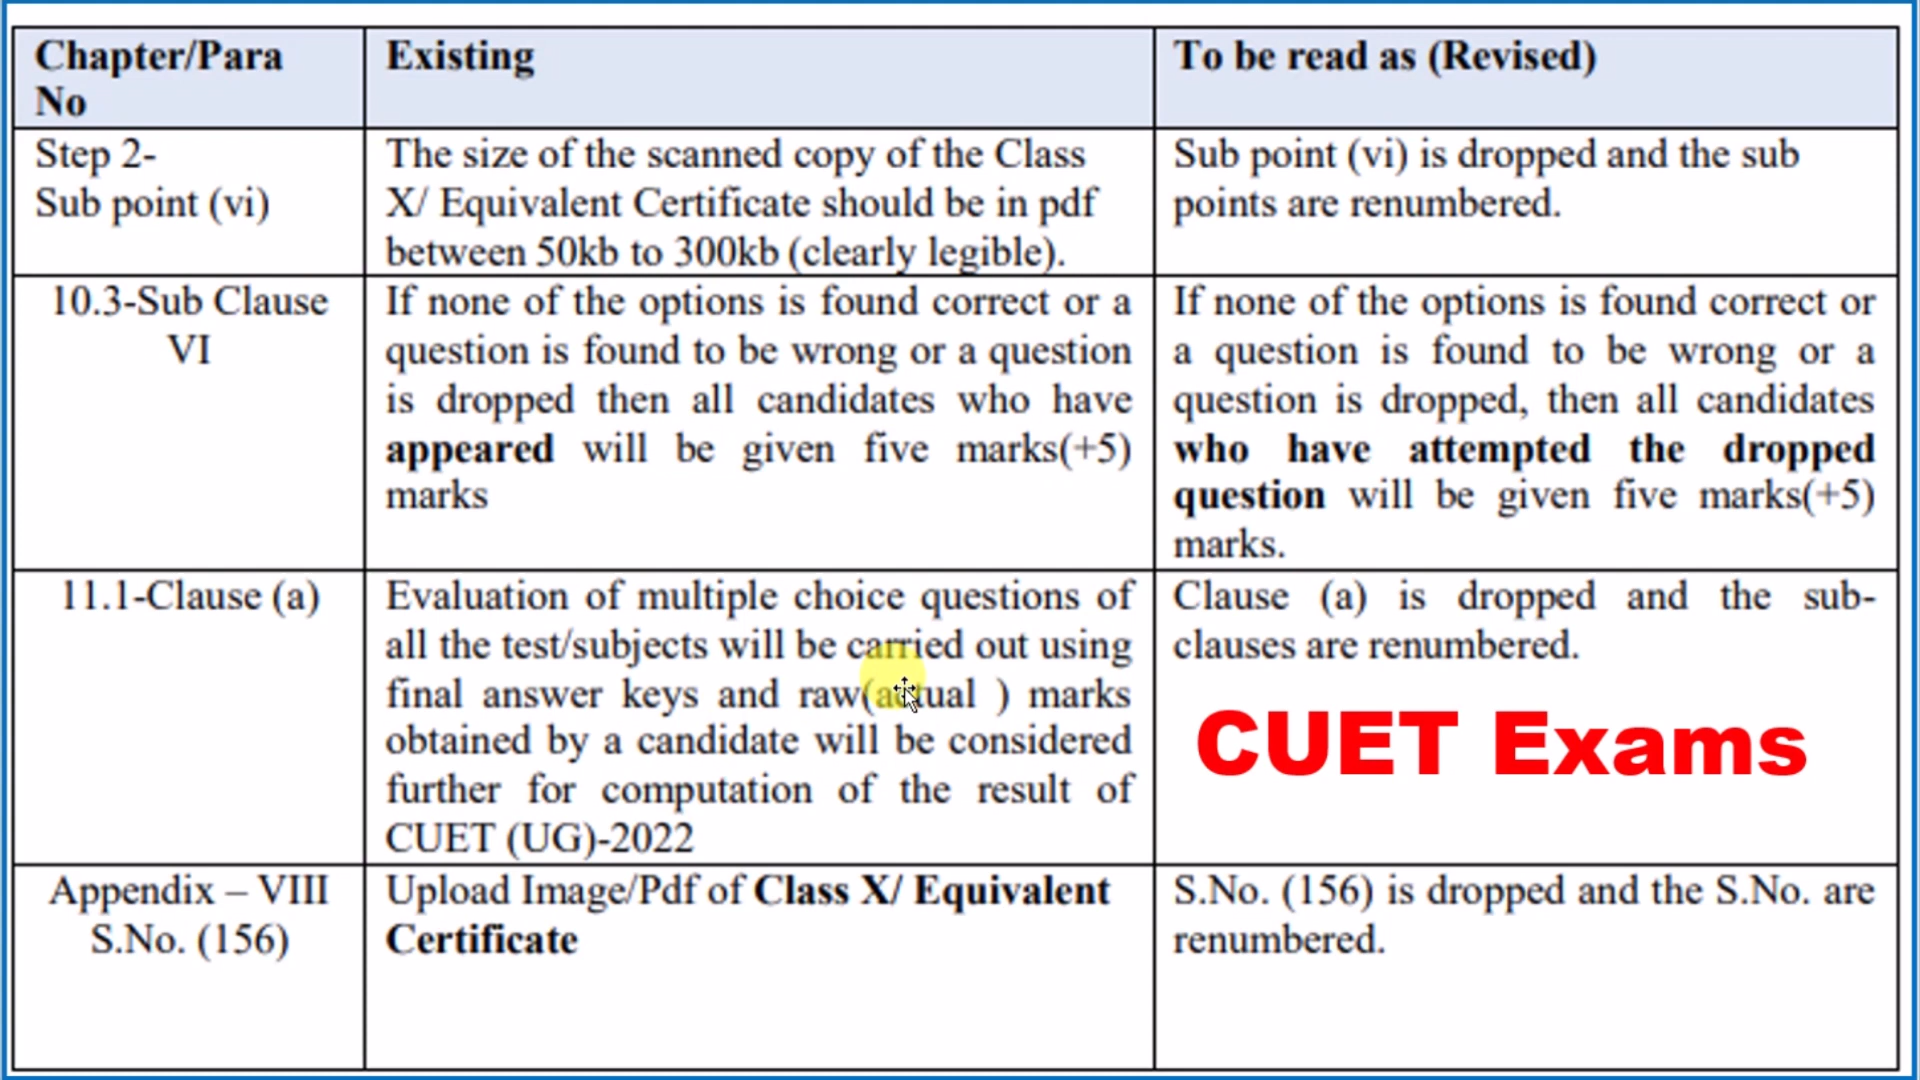 Chapter/Para
No
Existing
To be read as (Revised)
Step 2-
Sub point (vi)
The size of the scanned copy of the Class
X/ Equivalent Certificate should be in pdf
between 50kb to 300kb (clearly legible).
Sub point (vi) is dropped and the sub
points are renumbered.
10.3-Sub Clause
VI
If none of the options is found correct or a
question is found to be wrong or a question
is dropped then all candidates who have
appeared will be given five marks(+5)
marks
If none of the options is found correct or
a question is found to be wrong or a
question is dropped, then all candidates
who have attempted the dropped
question will be given five marks(+5)
marks.
11.1-Clause (a)
Evaluation of multiple choice questions of
all the test/subjects will be carried out using
final answer keys and raw(actual ) marks
obtained by a candidate will be considered
further for computation of the result of
CUET (UG)-2022
Clause (a) is dropped and the sub-
clauses are renumbered.
CUET Exams
Appendix – VIII
S.No. (156)
Upload Image/Pdf of Class X/ Equivalent
Certificate
S.No. (156) is dropped and the S.No. are
renumbered.